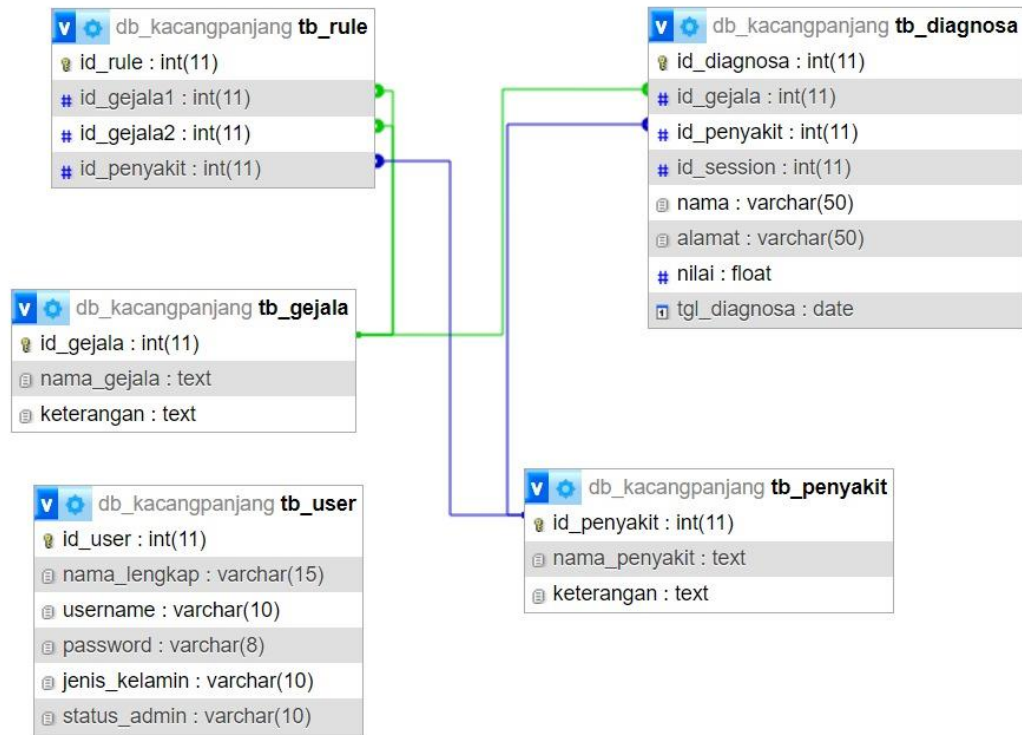 v db_kacangpanjang tb_rule
id_rule : int(11)
# id_gejala1 : int(11)
# id_gejala2 : int(11)
# id_penyakit : int(11)
v db_kacangpanjang tb_diagnosa
id_diagnosa : int(11)
# id_gejala : int(11)
# id_penyakit : int(11)
# id_session : int(11)
nama : varchar(50)
alamat : varchar(50)
# nilai : float
tgl_diagnosa : date
v db_kacangpanjang tb_gejala
id_gejala : int(11)
nama_gejala : text
keterangan : text
v db_kacangpanjang tb_user
id_user : int(11)
nama_lengkap : varchar(15)
username : varchar(10)
password : varchar(8)
jenis_kelamin : varchar(10)
status_admin : varchar(10)
v db_kacangpanjang tb_penyakit
id_penyakit : int(11)
nama_penyakit : text
keterangan : text